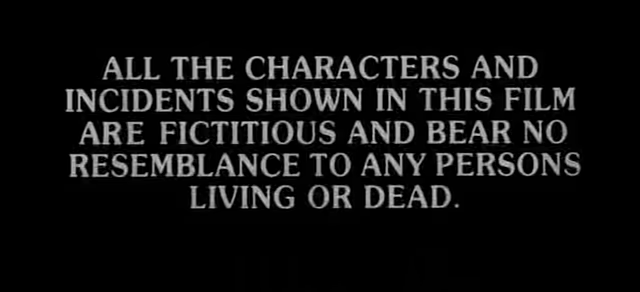 ALL THE CHARACTERS AND
INCIDENTS SHOWN IN THIS FILM
ARE FICTITIOUS AND BEAR NO
RESEMBLANCE TO ANY PERSONS
LIVING OR DEAD.